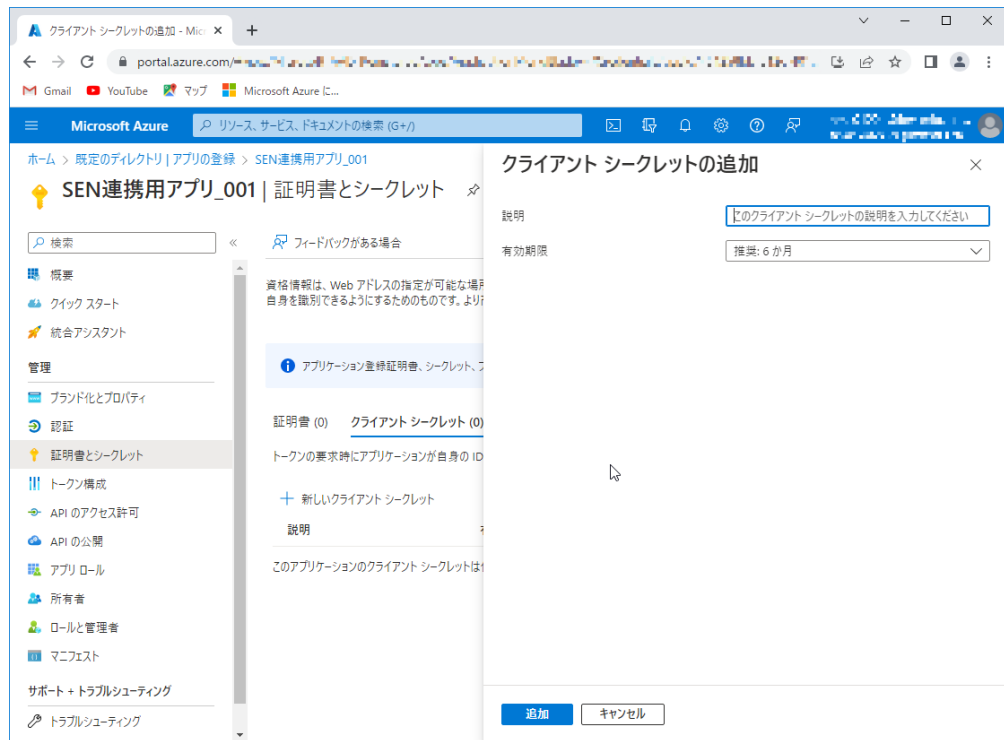 クライアント シークレットの追加 - Mic
portal.azure.com/
Gmail YouTube マップ Microsoft Azure に...
Microsoft Azure リソース、サービス、ドキュメントの検索 (G+/)
ホーム > 既定のディレクトリ | アプリの登録 > SEN連携用アプリ_001
SEN連携用アプリ_001 | 証明書とシークレット
検索
概要
クイック スタート
統合アシスタント
管理
ブランド化とプロパティ
認証
証明書とシークレット
トークン構成
API のアクセス許可
API の公開
アプリ ロール
所有者
ロールと管理者
マニフェスト
サポート + トラブルシューティング
トラブルシューティング
フィードバックがある場合
資格情報は、Web アドレスの指定が可能な場所
自身を識別できるようにするためのものです。より
アプリケーション登録証明書、シークレット、
証明書 (0) クライアント シークレット (0)
トークンの要求時にアプリケーションが自身の ID
新しいクライアント シークレット
説明
このアプリケーションのクライアント シークレットは
クライアント シークレットの追加
説明 このクライアント シークレットの説明を入力してください
有効期限 推奨: 6 か月
追加 キャンセル